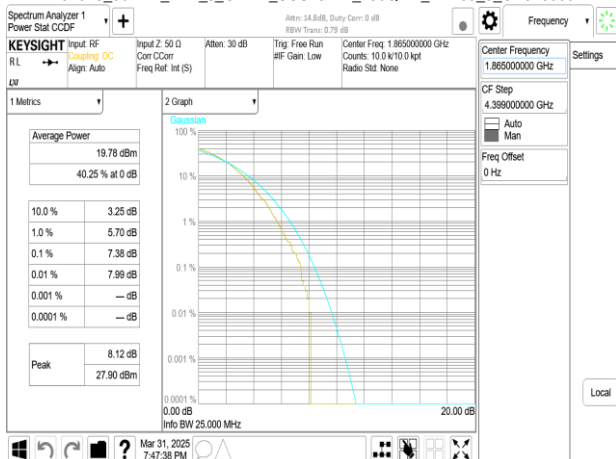 Spectrum Analyzer 1
Power Stat CCDF
+
Attn: 14.8dB, Duty Corr: 0 dB
RBW Trans: 0.79 dB
Frequency
KEYSIGHT
RL
LXI
Input: RF
Coupling: DC
Align: Auto
Input Z: 50 Ω
Corr CCorr
Freq Ref: Int (S)
Atten: 30 dB
Trig: Free Run
#IF Gain: Low
Center Freq: 1.865000000 GHz
Counts: 10.0 k/10.0 kpt
Radio Std: None
Center Frequency
1.865000000 GHz
Settings
CF Step
4.399000000 GHz
Auto
Man
Freq Offset
0 Hz
1 Metrics
Average Power
19.78 dBm
40.25 % at 0 dB
10.0 % 3.25 dB
1.0 % 5.70 dB
0.1 % 7.38 dB
0.01 % 7.99 dB
0.001 % --- dB
0.0001 % --- dB
Peak
8.12 dB
27.90 dBm
2 Graph
Gaussian
100 %
10 %
1 %
0.1 %
0.01 %
0.001 %
0.0001 %
0.00 dB 20.00 dB
Info BW 25.000 MHz
Local
?
Mar 31, 2025
7:47:38 PM